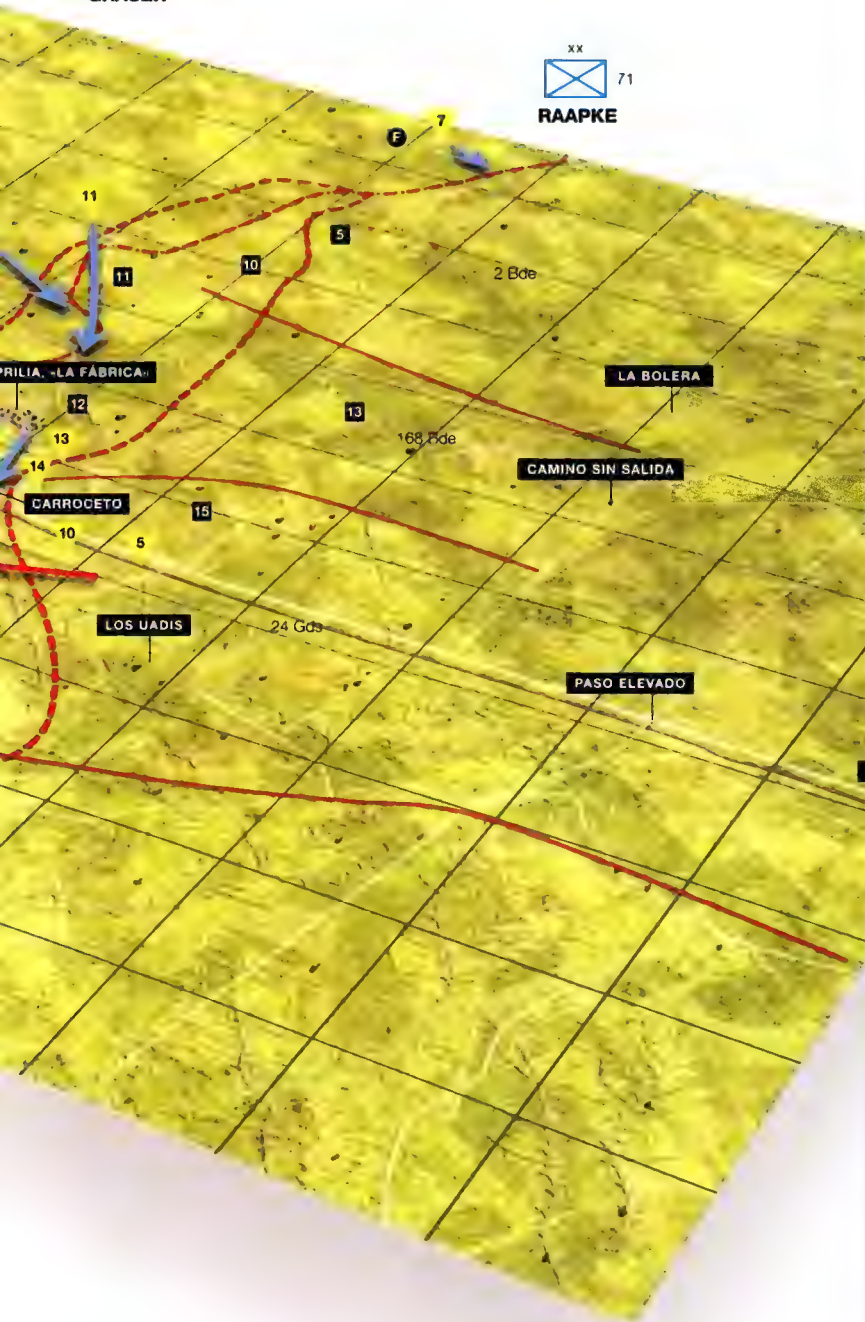 xx
71
RAAPKE
7
F
11
5
10
11
2 Bde
PRILIA, «LA FÁBRICA»
LA BOLERA
12
13
13
168 Bde
14
CAMINO SIN SALIDA
CARROCETO
15
10
5
LOS UADIS
24 Gds
PASO ELEVADO